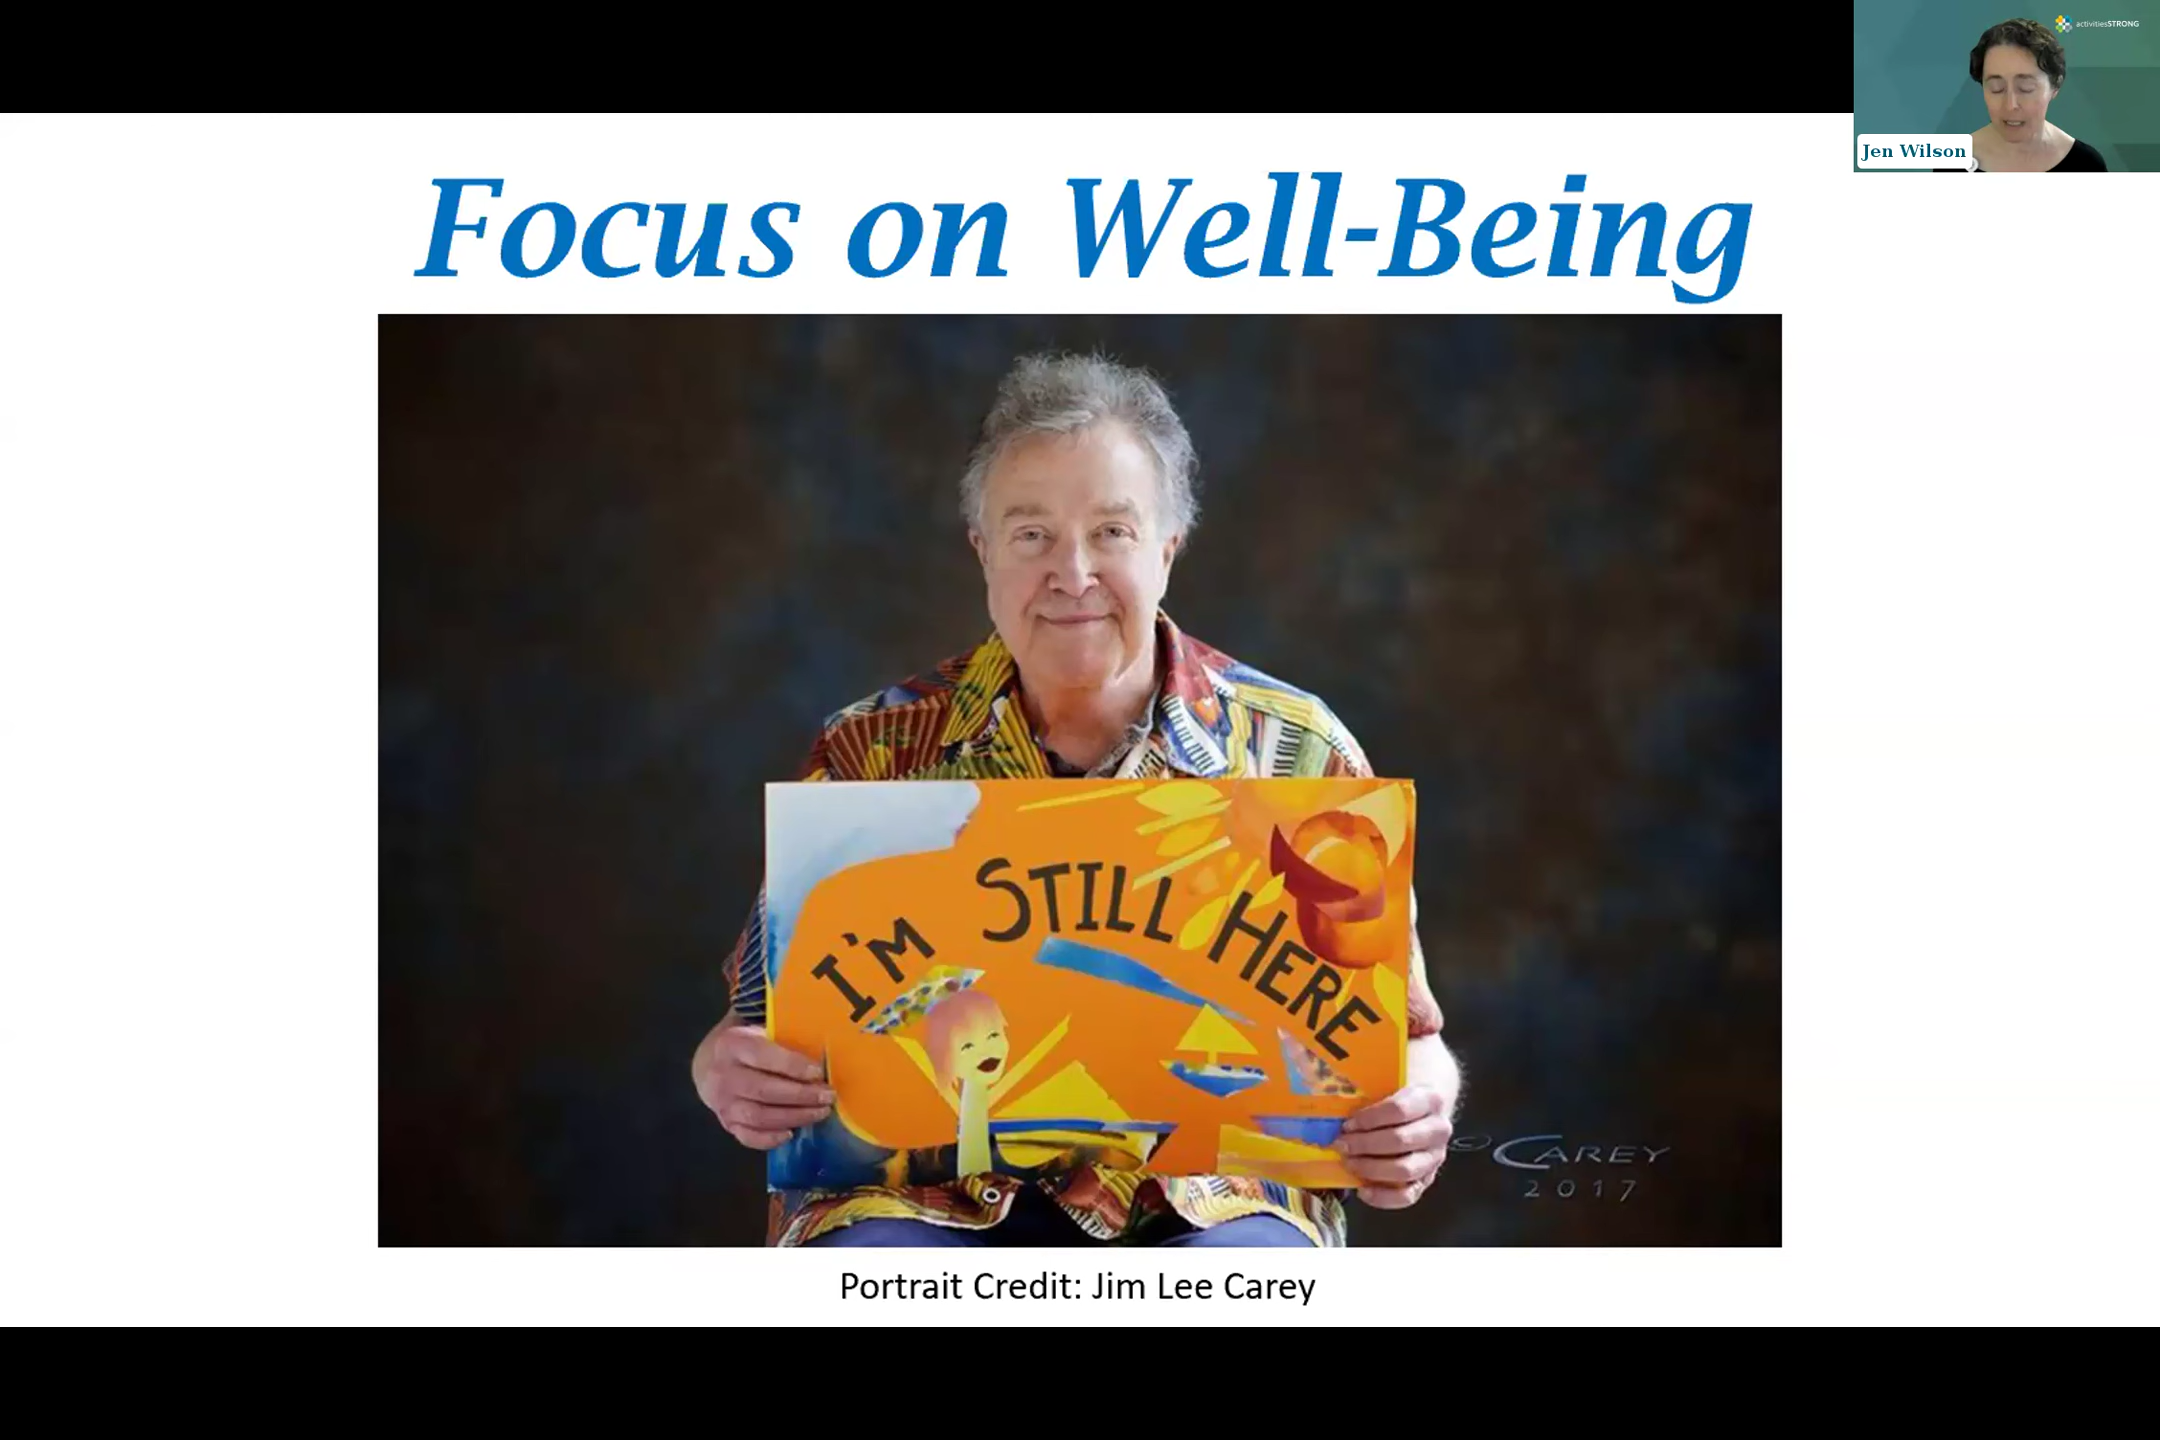 activitiesSTRONG
Jen Wilson
Focus on Well-Being
I'M STILL HERE
© CAREY
2017
Portrait Credit: Jim Lee Carey